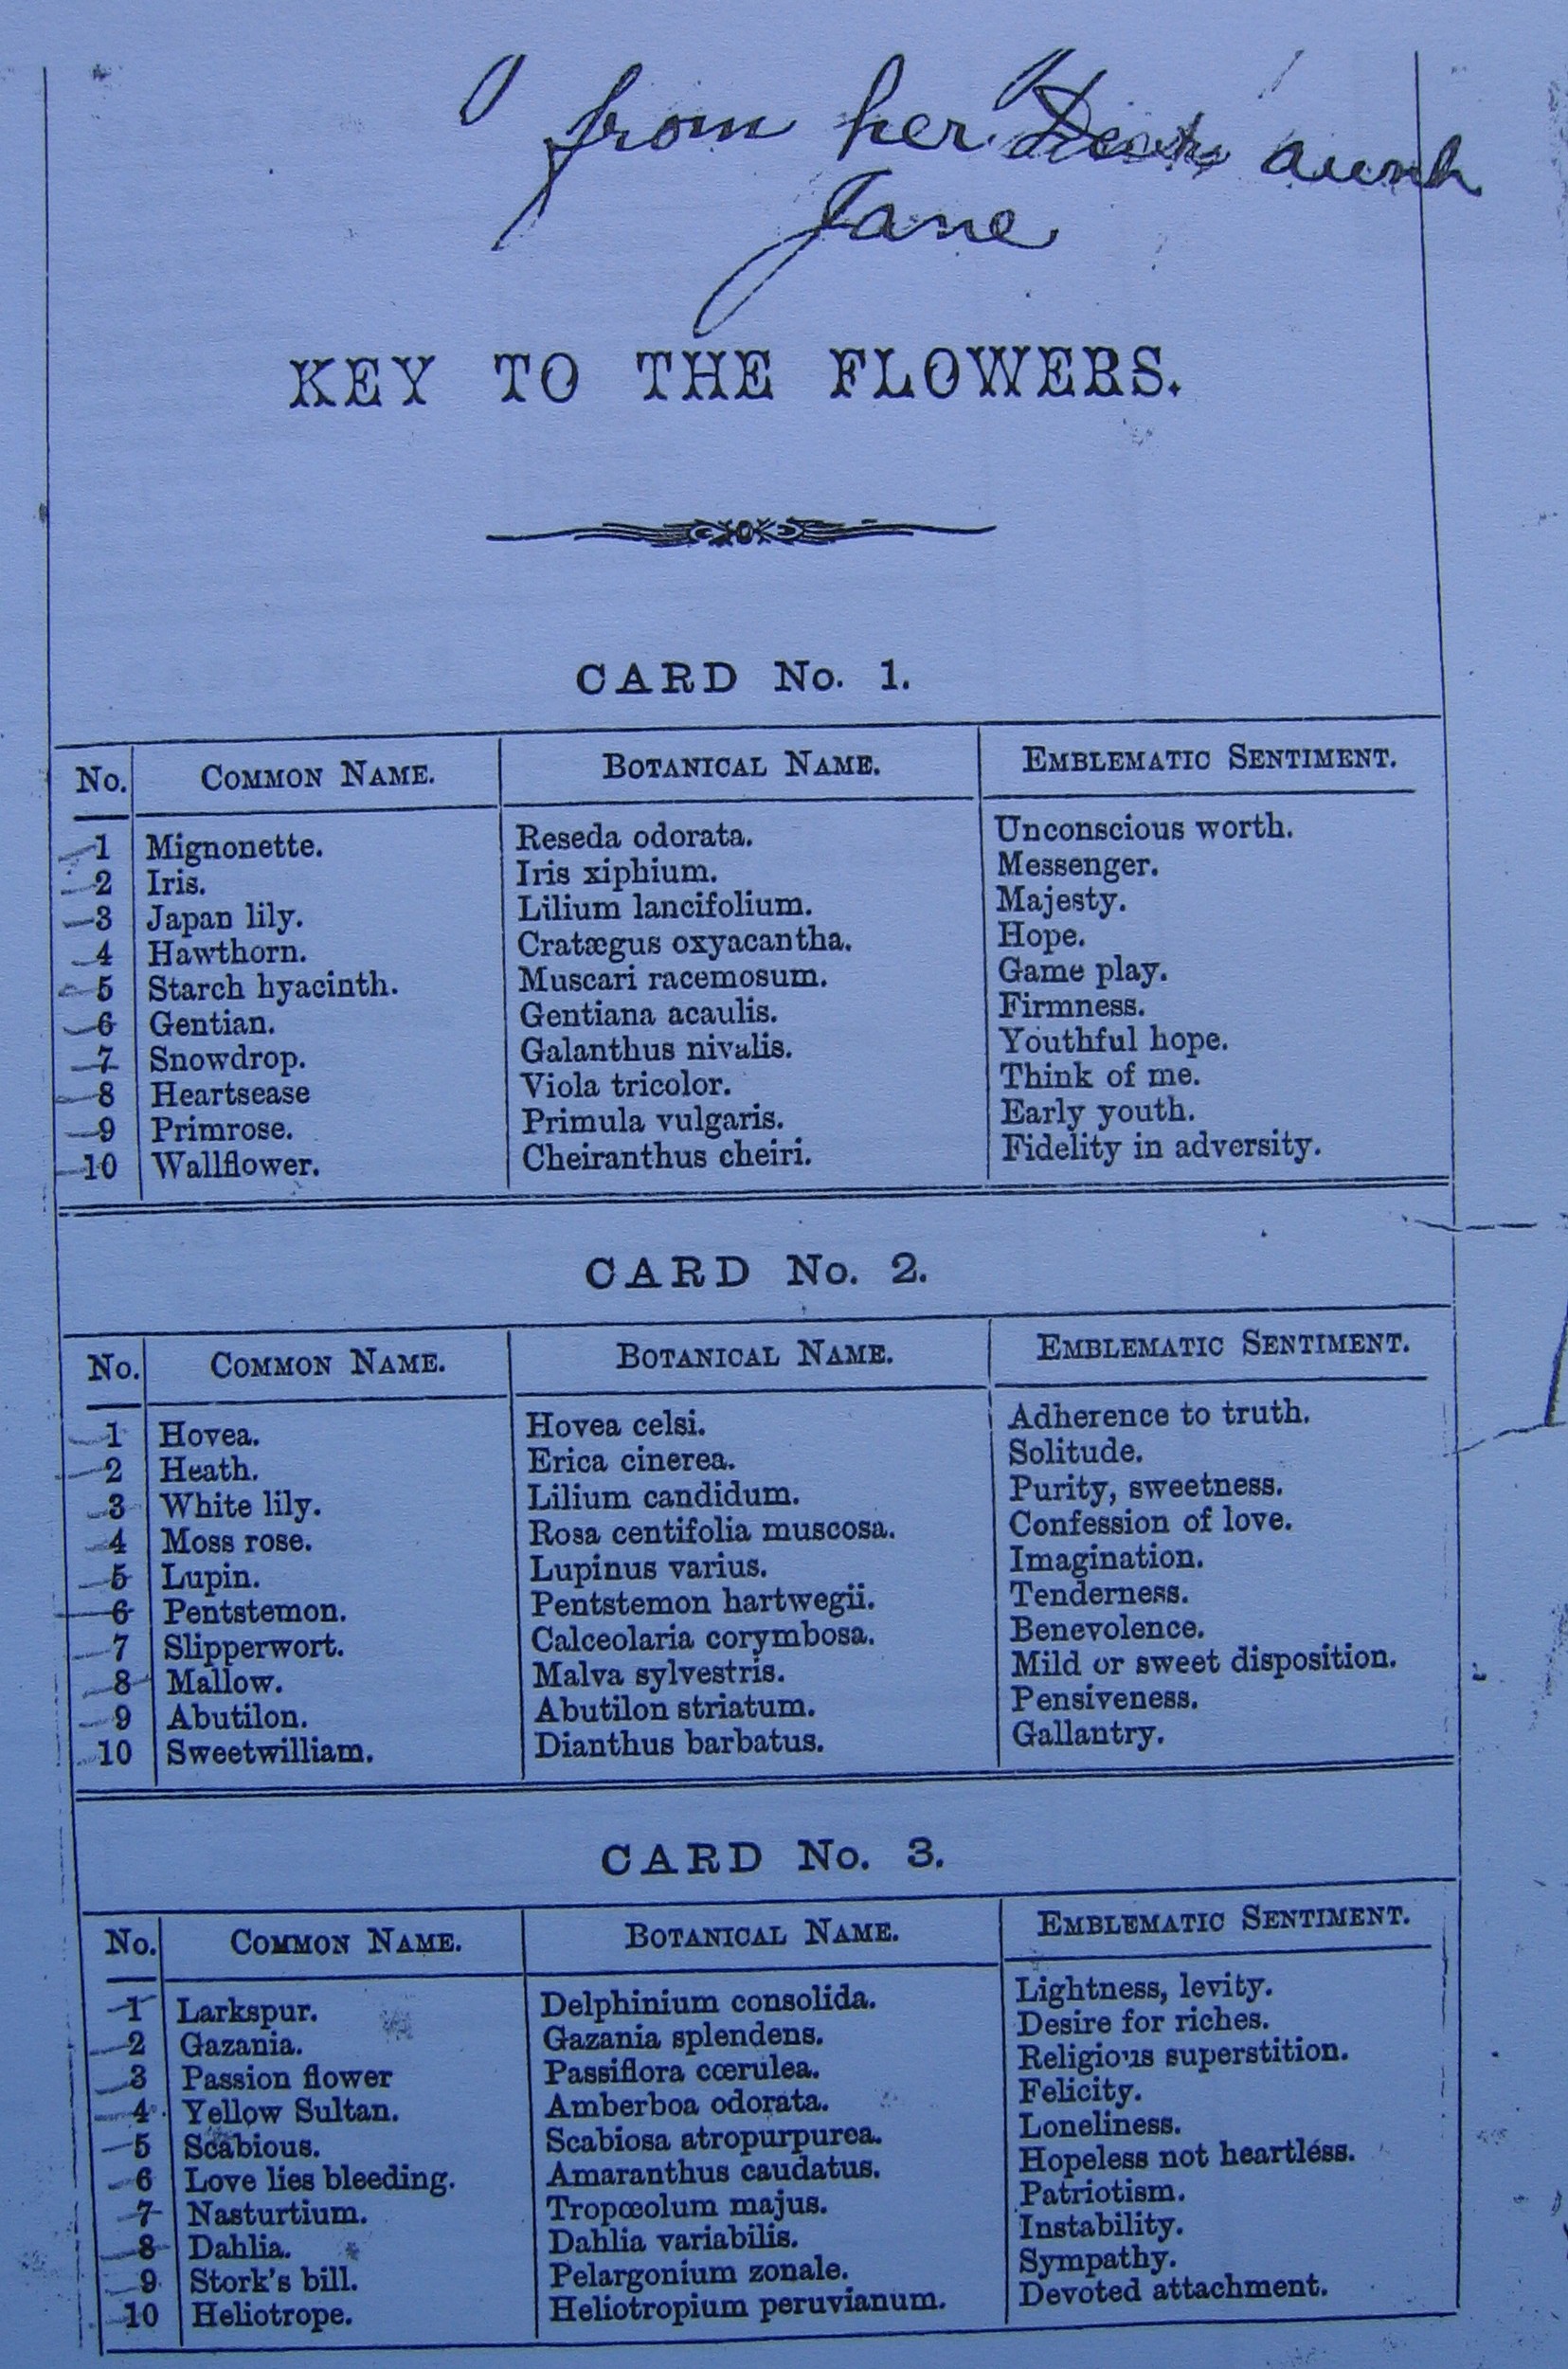 from her aunt
Jane
KEY TO THE FLOWERS.
CARD No. 1.
No. COMMON NAME. BOTANICAL NAME. EMBLEMATIC SENTIMENT.
1 Mignonette. Reseda odorata. Unconscious worth.
2 Iris. Iris xiphium. Messenger.
3 Japan lily. Lilium lancifolium. Majesty.
4 Hawthorn. Cratægus oxyacantha. Hope.
5 Starch hyacinth. Muscari racemosum. Game play.
6 Gentian. Gentiana acaulis. Firmness.
7 Snowdrop. Galanthus nivalis. Youthful hope.
8 Heartsease Viola tricolor. Think of me.
9 Primrose. Primula vulgaris. Early youth.
10 Wallflower. Cheiranthus cheiri. Fidelity in adversity.
CARD No. 2.
No. COMMON NAME. BOTANICAL NAME. EMBLEMATIC SENTIMENT.
1 Hovea. Hovea celsi. Adherence to truth.
2 Heath. Erica cinerea. Solitude.
3 White lily. Lilium candidum. Purity, sweetness.
4 Moss rose. Rosa centifolia muscosa. Confession of love.
5 Lupin. Lupinus varius. Imagination.
6 Pentstemon. Pentstemon hartwegii. Tenderness.
7 Slipperwort. Calceolaria corymbosa. Benevolence.
8 Mallow. Malva sylvestris. Mild or sweet disposition.
9 Abutilon. Abutilon striatum. Pensiveness.
10 Sweetwilliam. Dianthus barbatus. Gallantry.
CARD No. 3.
No. COMMON NAME. BOTANICAL NAME. EMBLEMATIC SENTIMENT.
1 Larkspur. Delphinium consolida. Lightness, levity.
2 Gazania. Gazania splendens. Desire for riches.
3 Passion flower Passiflora cœrulea. Religious superstition.
4 Yellow Sultan. Amberboa odorata. Felicity.
5 Scabious. Scabiosa atropurpurea. Loneliness.
6 Love lies bleeding. Amaranthus caudatus. Hopeless not heartless.
7 Nasturtium. Tropœolum majus. Patriotism.
8 Dahlia. Dahlia variabilis. Instability.
9 Stork's bill. Pelargonium zonale. Sympathy.
10 Heliotrope. Heliotropium peruvianum. Devoted attachment.